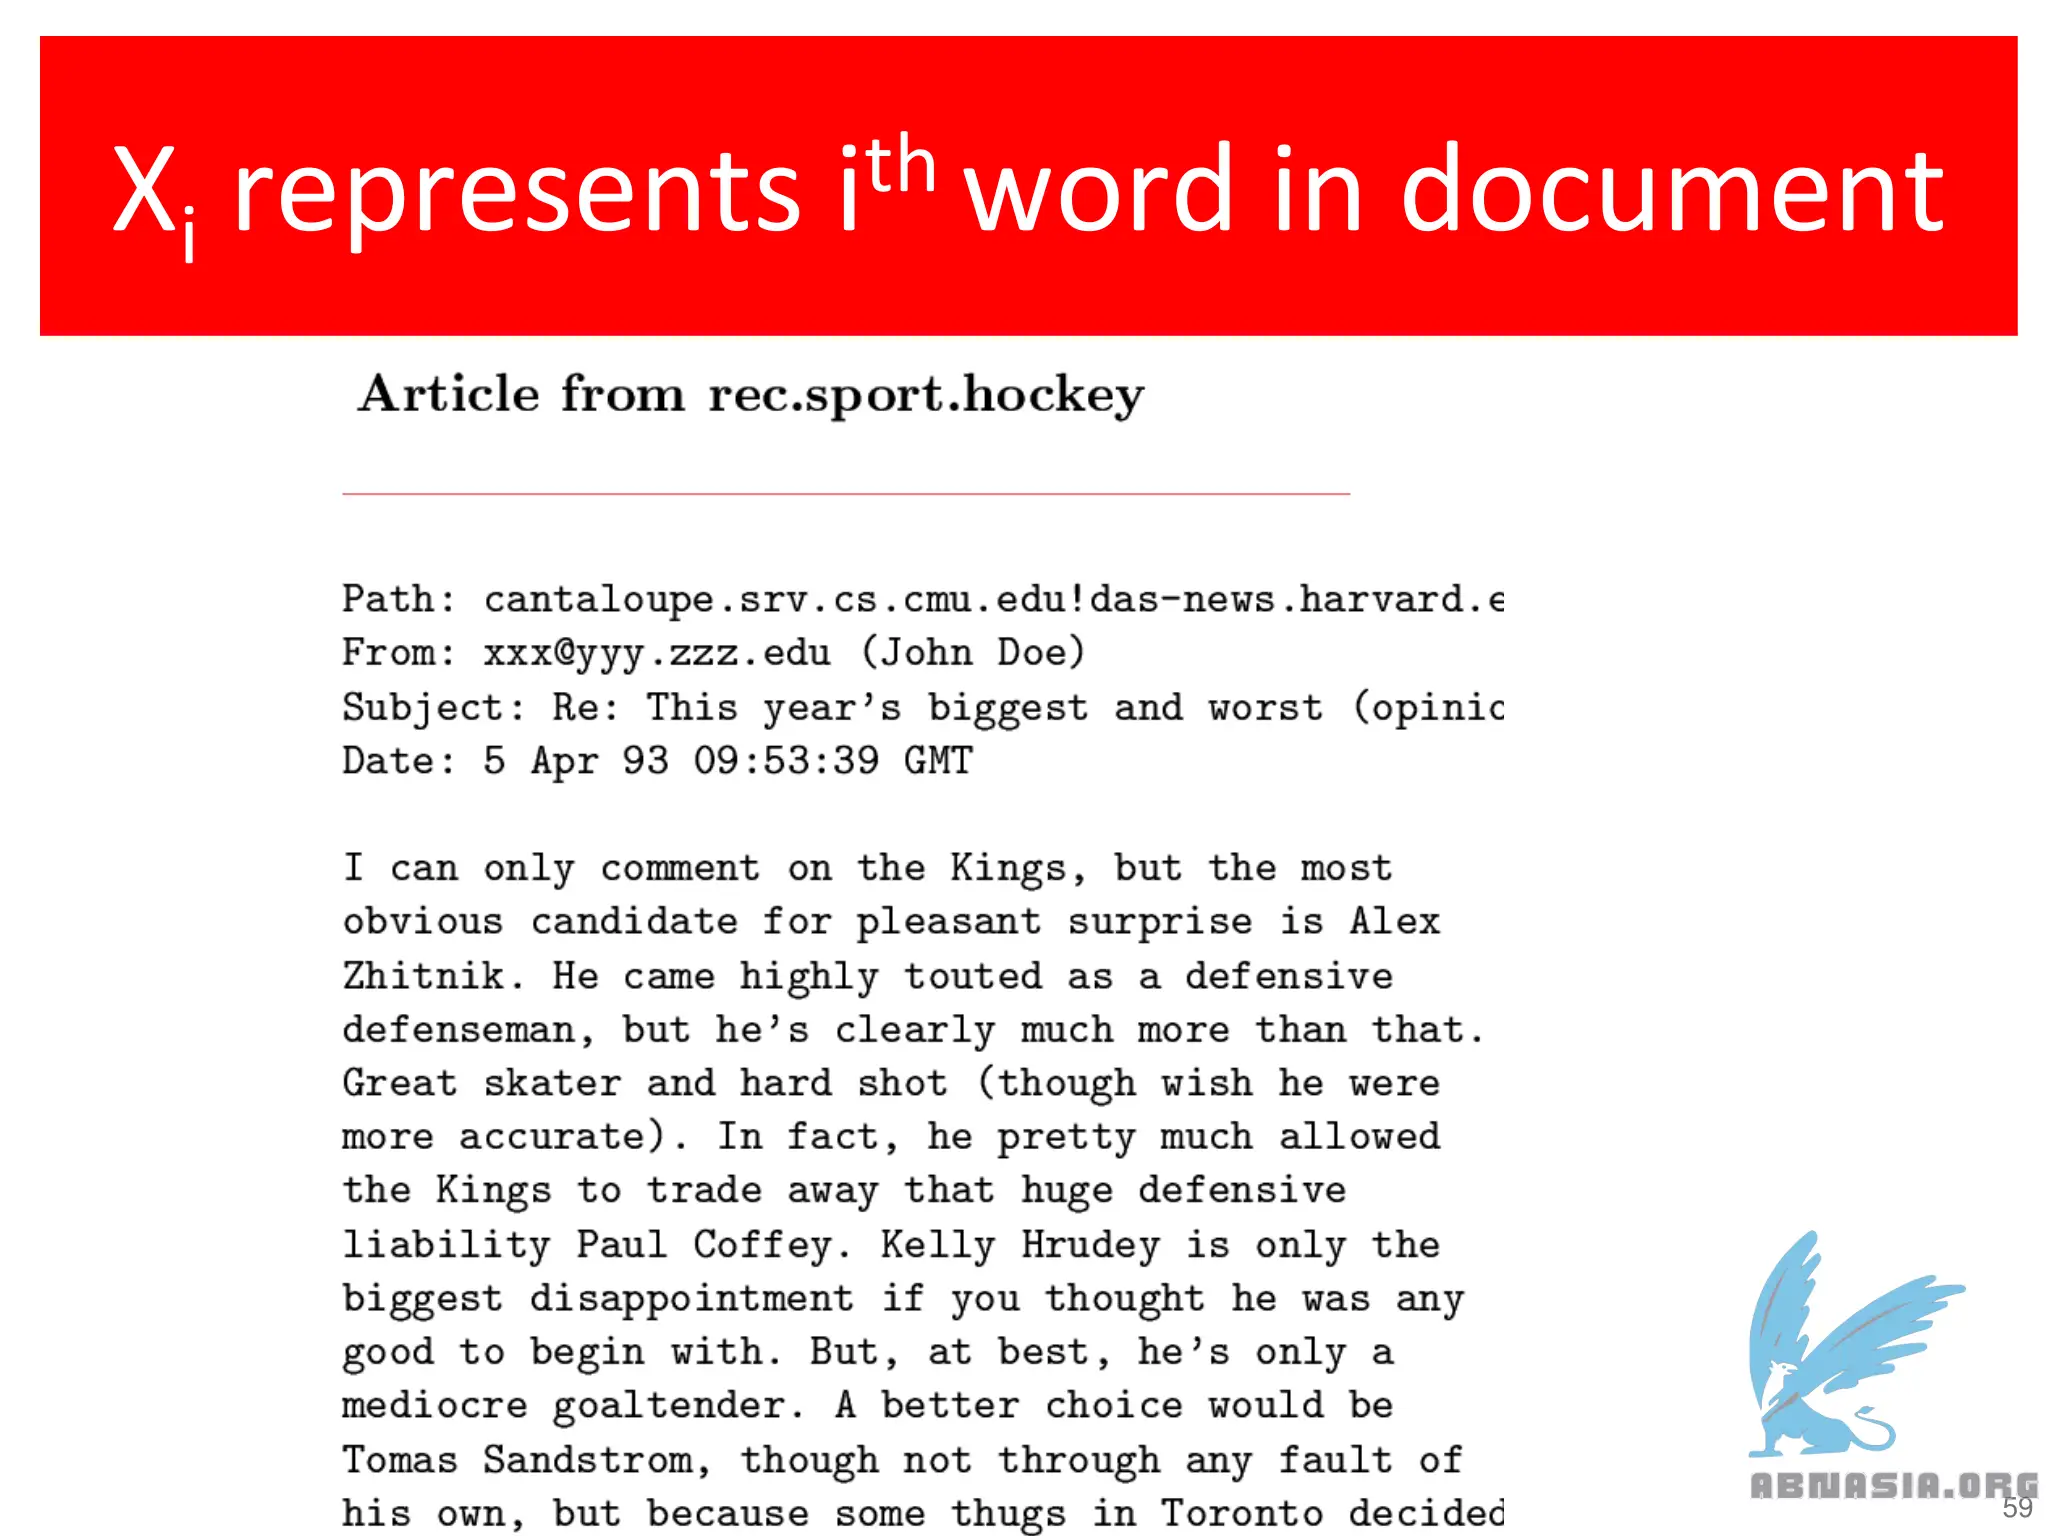 Xi represents ith word in document
Article from rec.sport.hockey
Path: cantaloupe.srv.cs.cmu.edu!das-news.harvard.e
From: xxx@yyy.zzz.edu (John Doe)
Subject: Re: This year's biggest and worst (opinic
Date: 5 Apr 93 09:53:39 GMT
I can only comment on the Kings, but the most
obvious candidate for pleasant surprise is Alex
Zhitnik. He came highly touted as a defensive
defenseman, but he's clearly much more than that.
Great skater and hard shot (though wish he were
more accurate). In fact, he pretty much allowed
the Kings to trade away that huge defensive
liability Paul Coffey. Kelly Hrudey is only the
biggest disappointment if you thought he was any
good to begin with. But, at best, he's only a
mediocre goaltender. A better choice would be
Tomas Sandstrom, though not through any fault of
his own, but because some thugs in Toronto decided
ABNASIA.ORG
59